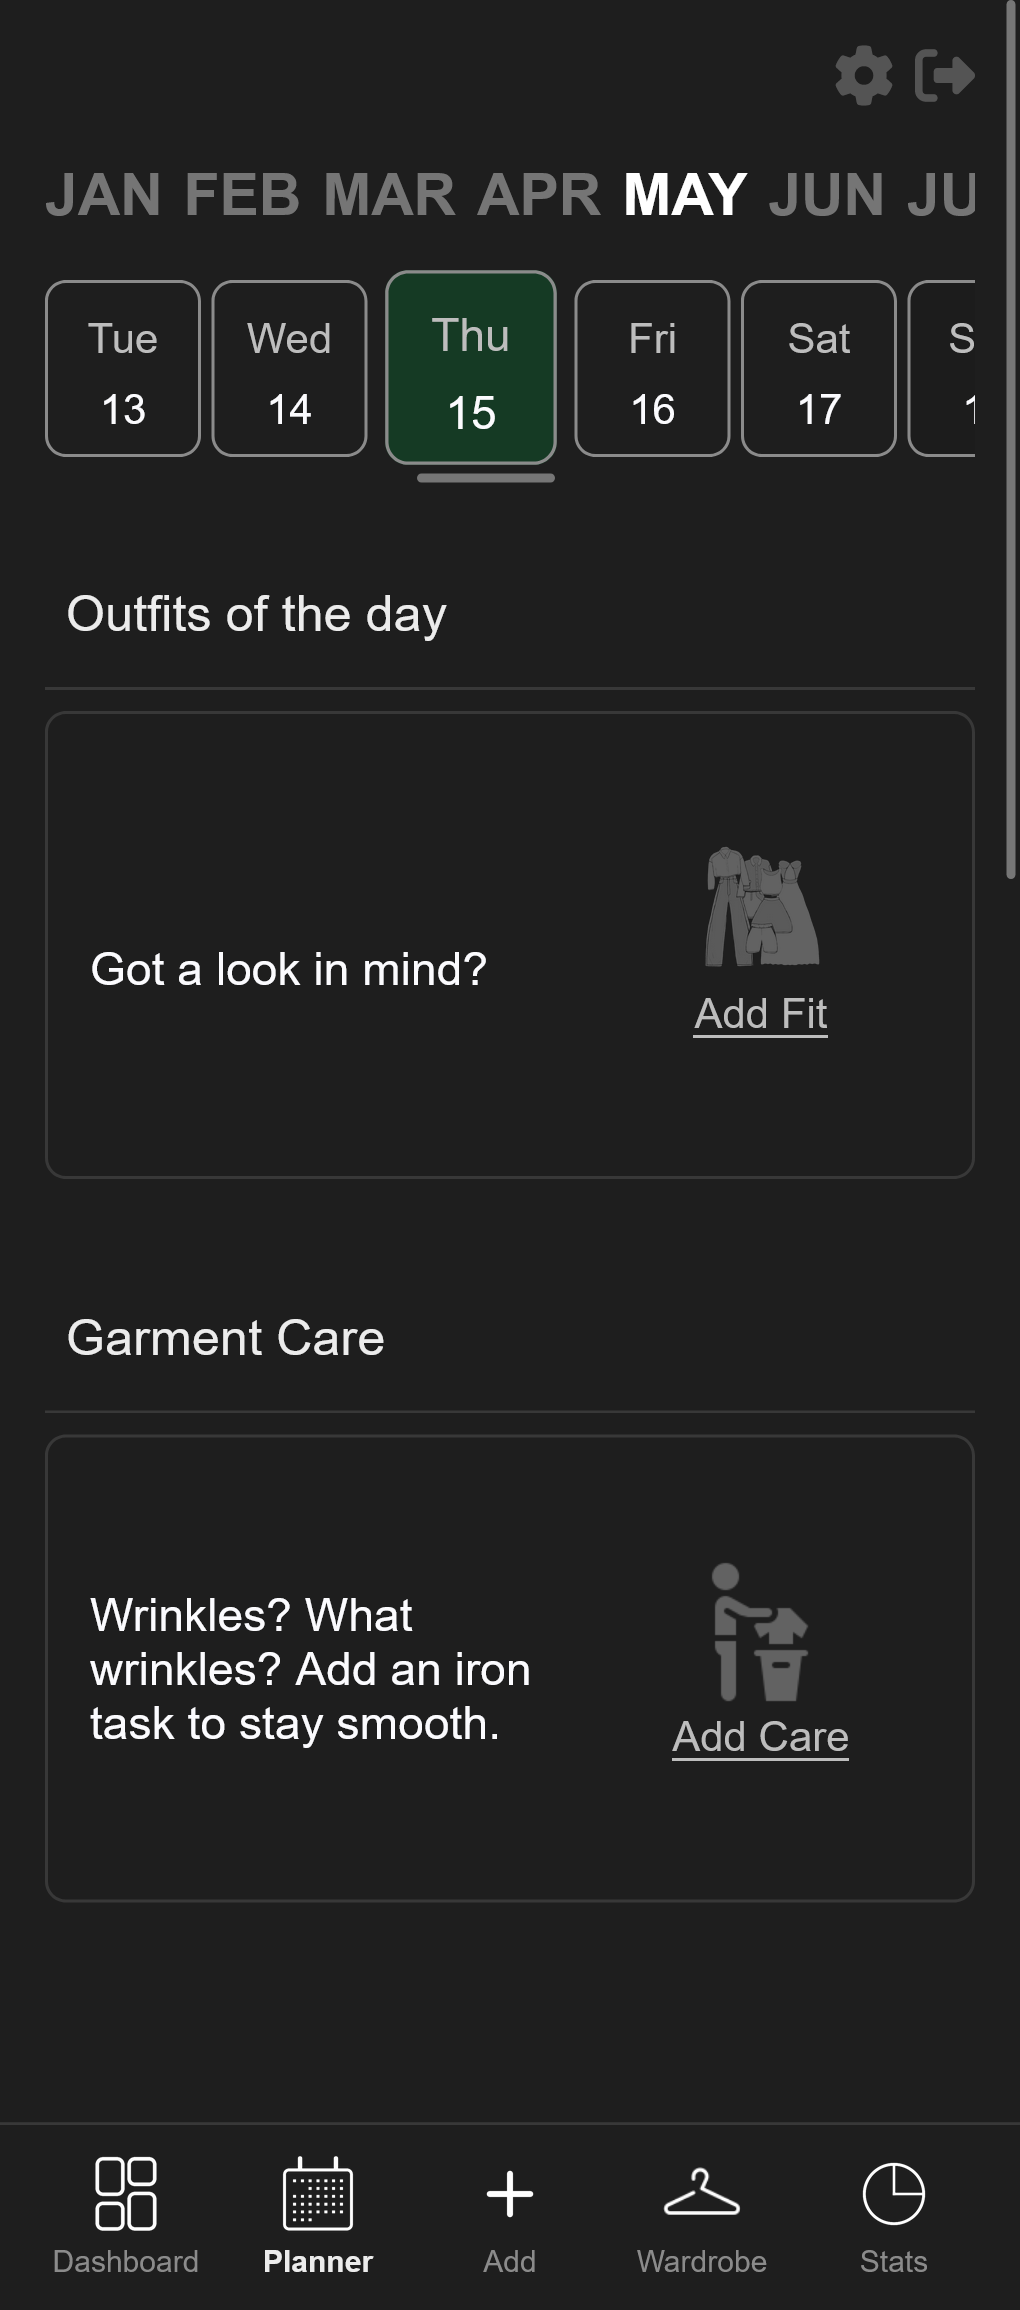 JAN FEB MAR APR MAY JUN JU
Tue Wed Thu Fri Sat S
13 14 15 16 17 1
Outfits of the day
Got a look in mind?
Add Fit
Garment Care
Wrinkles? What
wrinkles? Add an iron
task to stay smooth.
Add Care
Dashboard Planner Add Wardrobe Stats